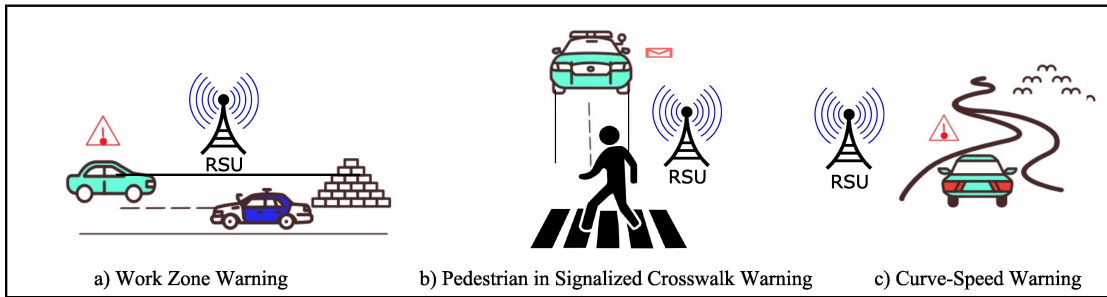 RSU
RSU
RSU
a) Work Zone Warning
b) Pedestrian in Signalized Crosswalk Warning
c) Curve-Speed Warning